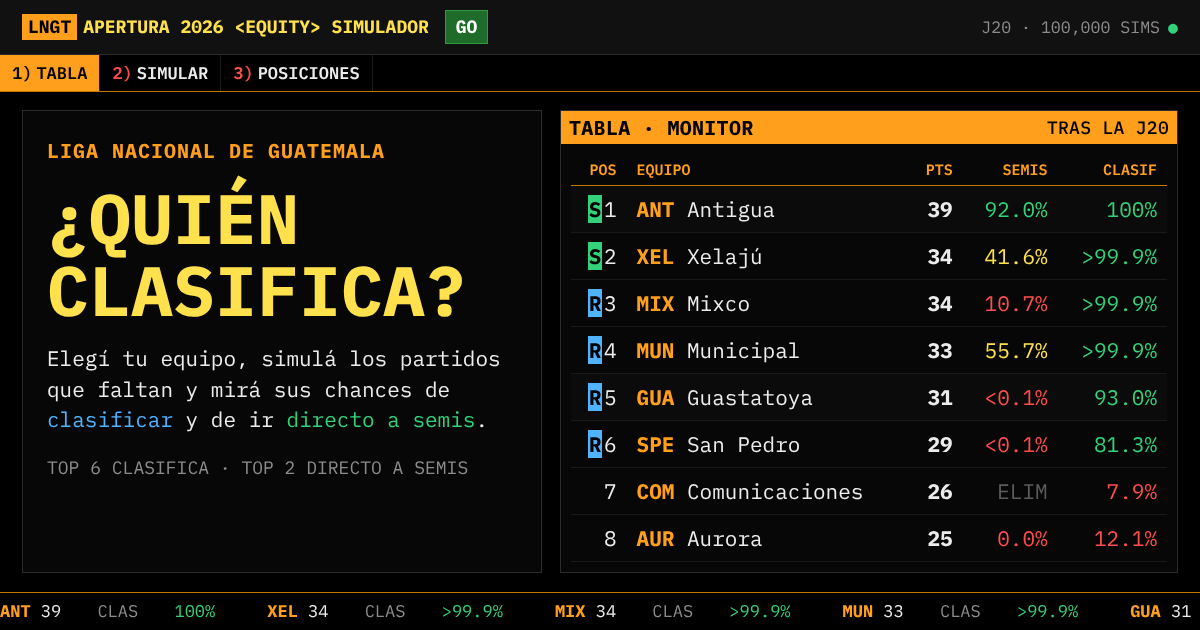 LNGT APERTURA 2026 <EQUITY> SIMULADOR GO
J20 · 100,000 SIMS
1) TABLA 2) SIMULAR 3) POSICIONES
LIGA NACIONAL DE GUATEMALA
¿QUIÉN
CLASIFICA?
Elegí tu equipo, simulá los partidos
que faltan y mirá sus chances de
clasificar y de ir directo a semis.
TOP 6 CLASIFICA · TOP 2 DIRECTO A SEMIS
TABLA · MONITOR TRAS LA J20
POS EQUIPO PTS SEMIS CLASIF
S 1 ANT Antigua 39 92.0% 100%
S 2 XEL Xelajú 34 41.6% >99.9%
R 3 MIX Mixco 34 10.7% >99.9%
R 4 MUN Municipal 33 55.7% >99.9%
R 5 GUA Guastatoya 31 <0.1% 93.0%
R 6 SPE San Pedro 29 <0.1% 81.3%
7 COM Comunicaciones 26 ELIM 7.9%
8 AUR Aurora 25 0.0% 12.1%
ANT 39 CLAS 100% XEL 34 CLAS >99.9% MIX 34 CLAS >99.9% MUN 33 CLAS >99.9% GUA 31